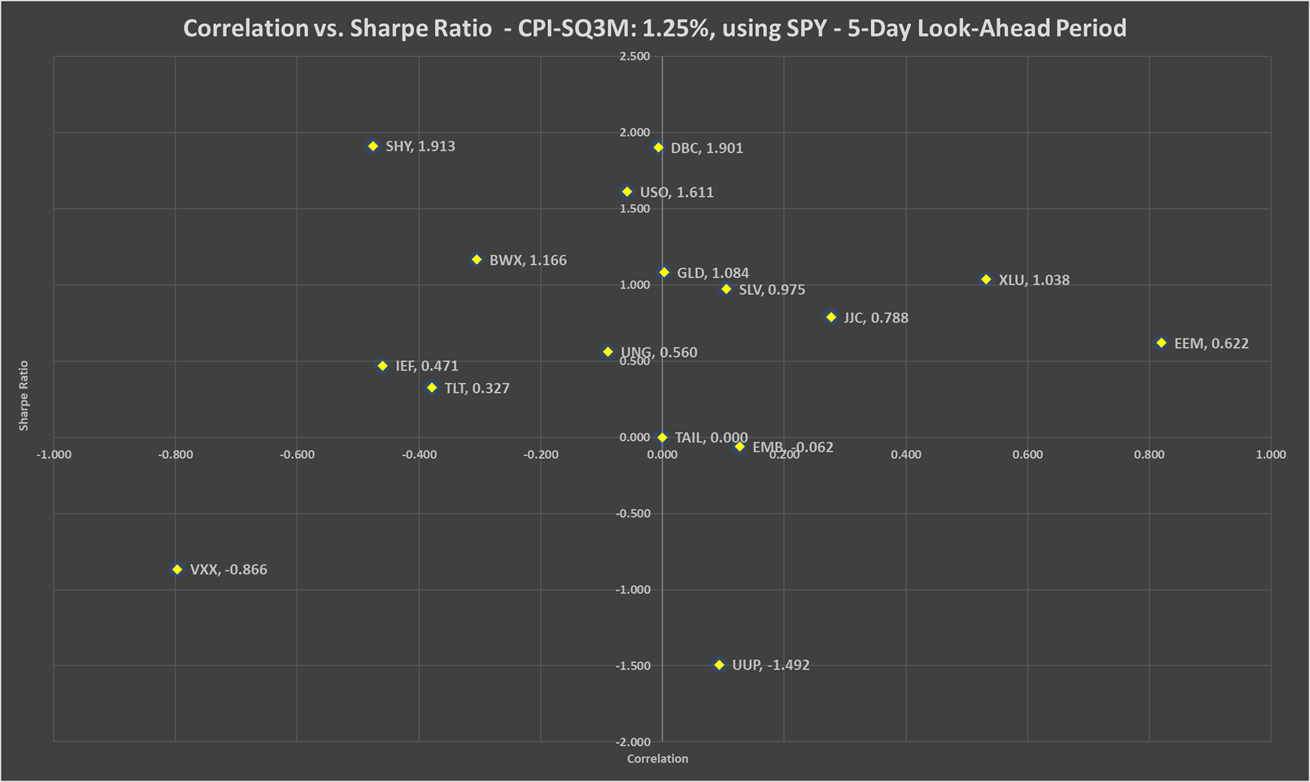 Correlation vs. Sharpe Ratio - CPI-SQ3M: 1.25%, using SPY - 5-Day Look-Ahead Period
2.500
2.000
SHY, 1.913
DBC, 1.901
USO, 1.611
1.500
BWX, 1.166
GLD, 1.084
XLU, 1.038
1.000
SLV, 0.975
JJC, 0.788
EEM, 0.622
UNG, 0.560
0.500
IEF, 0.471
TLT, 0.327
Sharpe Ratio
0.000
TAIL, 0.000
EMB, -0.062
-1.000 -0.800 -0.600 -0.400 -0.200 0.000 0.200 0.400 0.600 0.800 1.000
-0.500
VXX, -0.866
-1.000
UUP, -1.492
-1.500
-2.000
Correlation